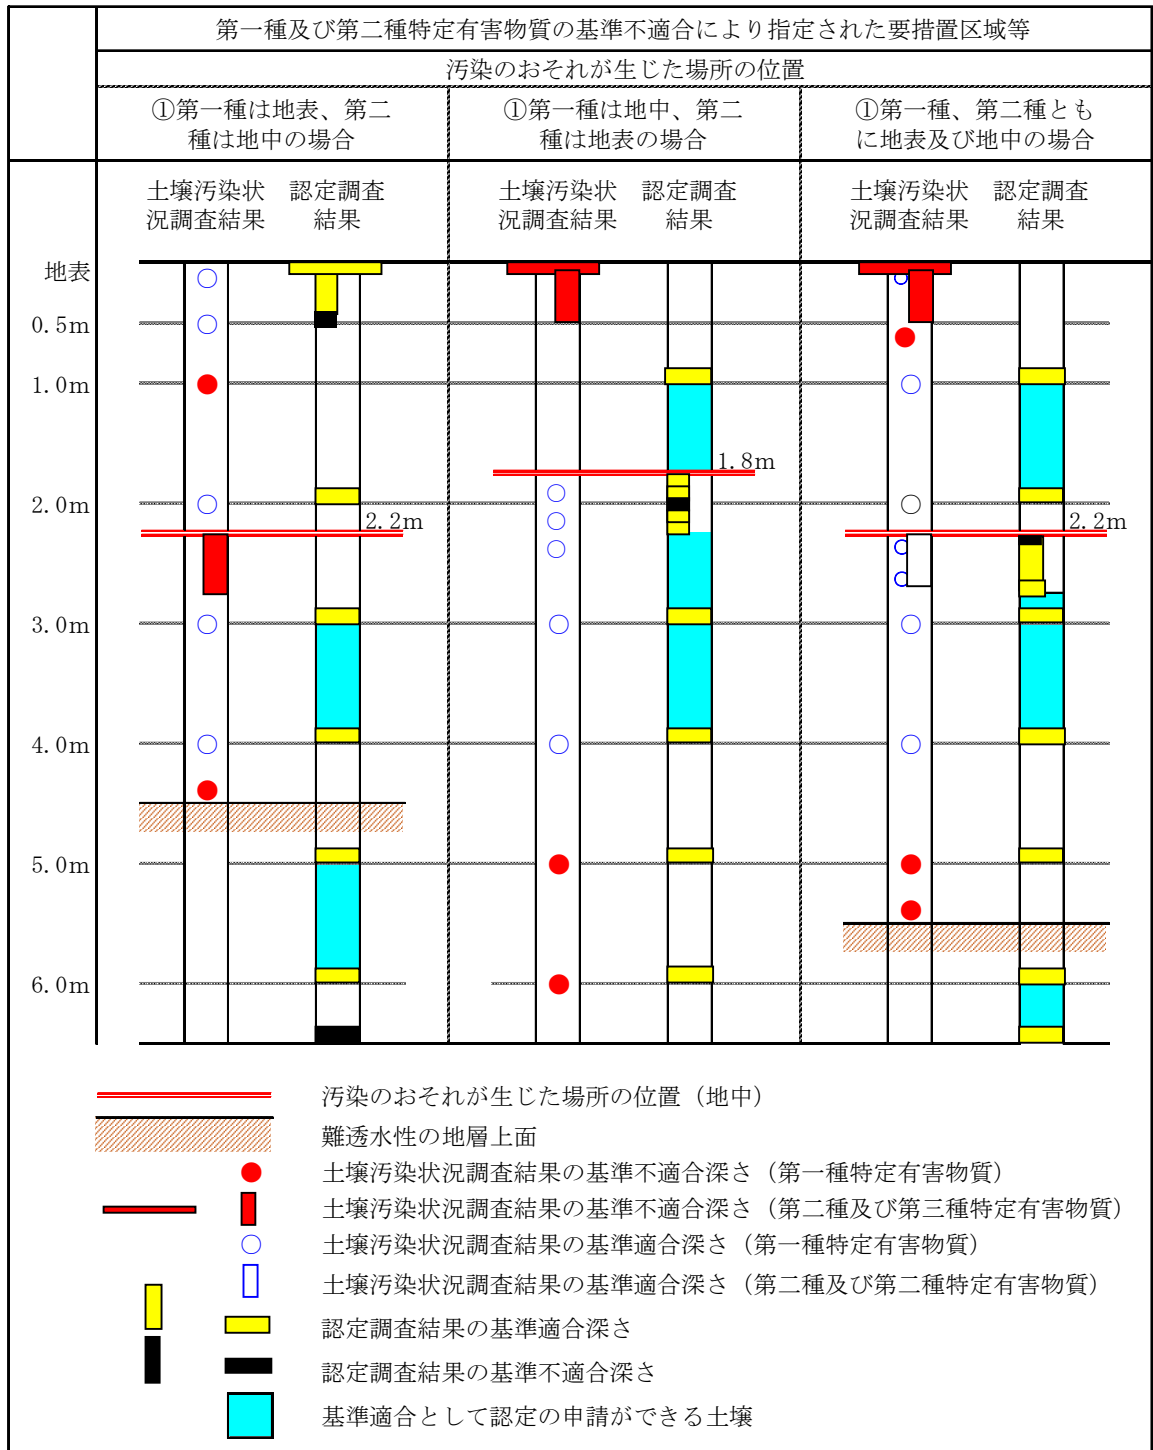 第一種及び第二種特定有害物質の基準不適合により指定された要措置区域等
汚染のおそれが生じた場所の位置
①第一種は地表、第二
種は地中の場合
①第一種は地中、第二
種は地表の場合
①第一種、第二種とも
に地表及び地中の場合
土壌汚染状
況調査結果
認定調査
結果
土壌汚染状
況調査結果
認定調査
結果
土壌汚染状
況調査結果
認定調査
結果
地表
0.5m
1.0m
1.8m
2.0m
2.2m
2.2m
3.0m
4.0m
5.0m
6.0m
汚染のおそれが生じた場所の位置（地中）
難透水性の地層上面
土壌汚染状況調査結果の基準不適合深さ（第一種特定有害物質）
土壌汚染状況調査結果の基準不適合深さ（第二種及び第三種特定有害物質）
土壌汚染状況調査結果の基準適合深さ（第一種特定有害物質）
土壌汚染状況調査結果の基準適合深さ（第二種及び第二種特定有害物質）
認定調査結果の基準適合深さ
認定調査結果の基準不適合深さ
基準適合として認定の申請ができる土壌